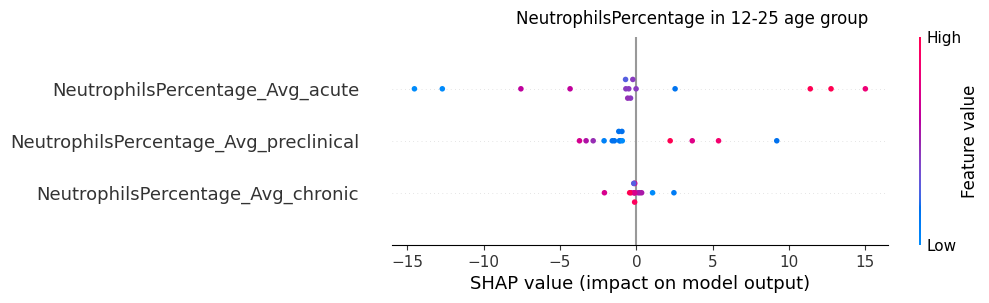 NeutrophilsPercentage in 12-25 age group
High
NeutrophilsPercentage_Avg_acute
NeutrophilsPercentage_Avg_preclinical
NeutrophilsPercentage_Avg_chronic
Feature value
Low
−15 −10 −5 0 5 10 15
SHAP value (impact on model output)